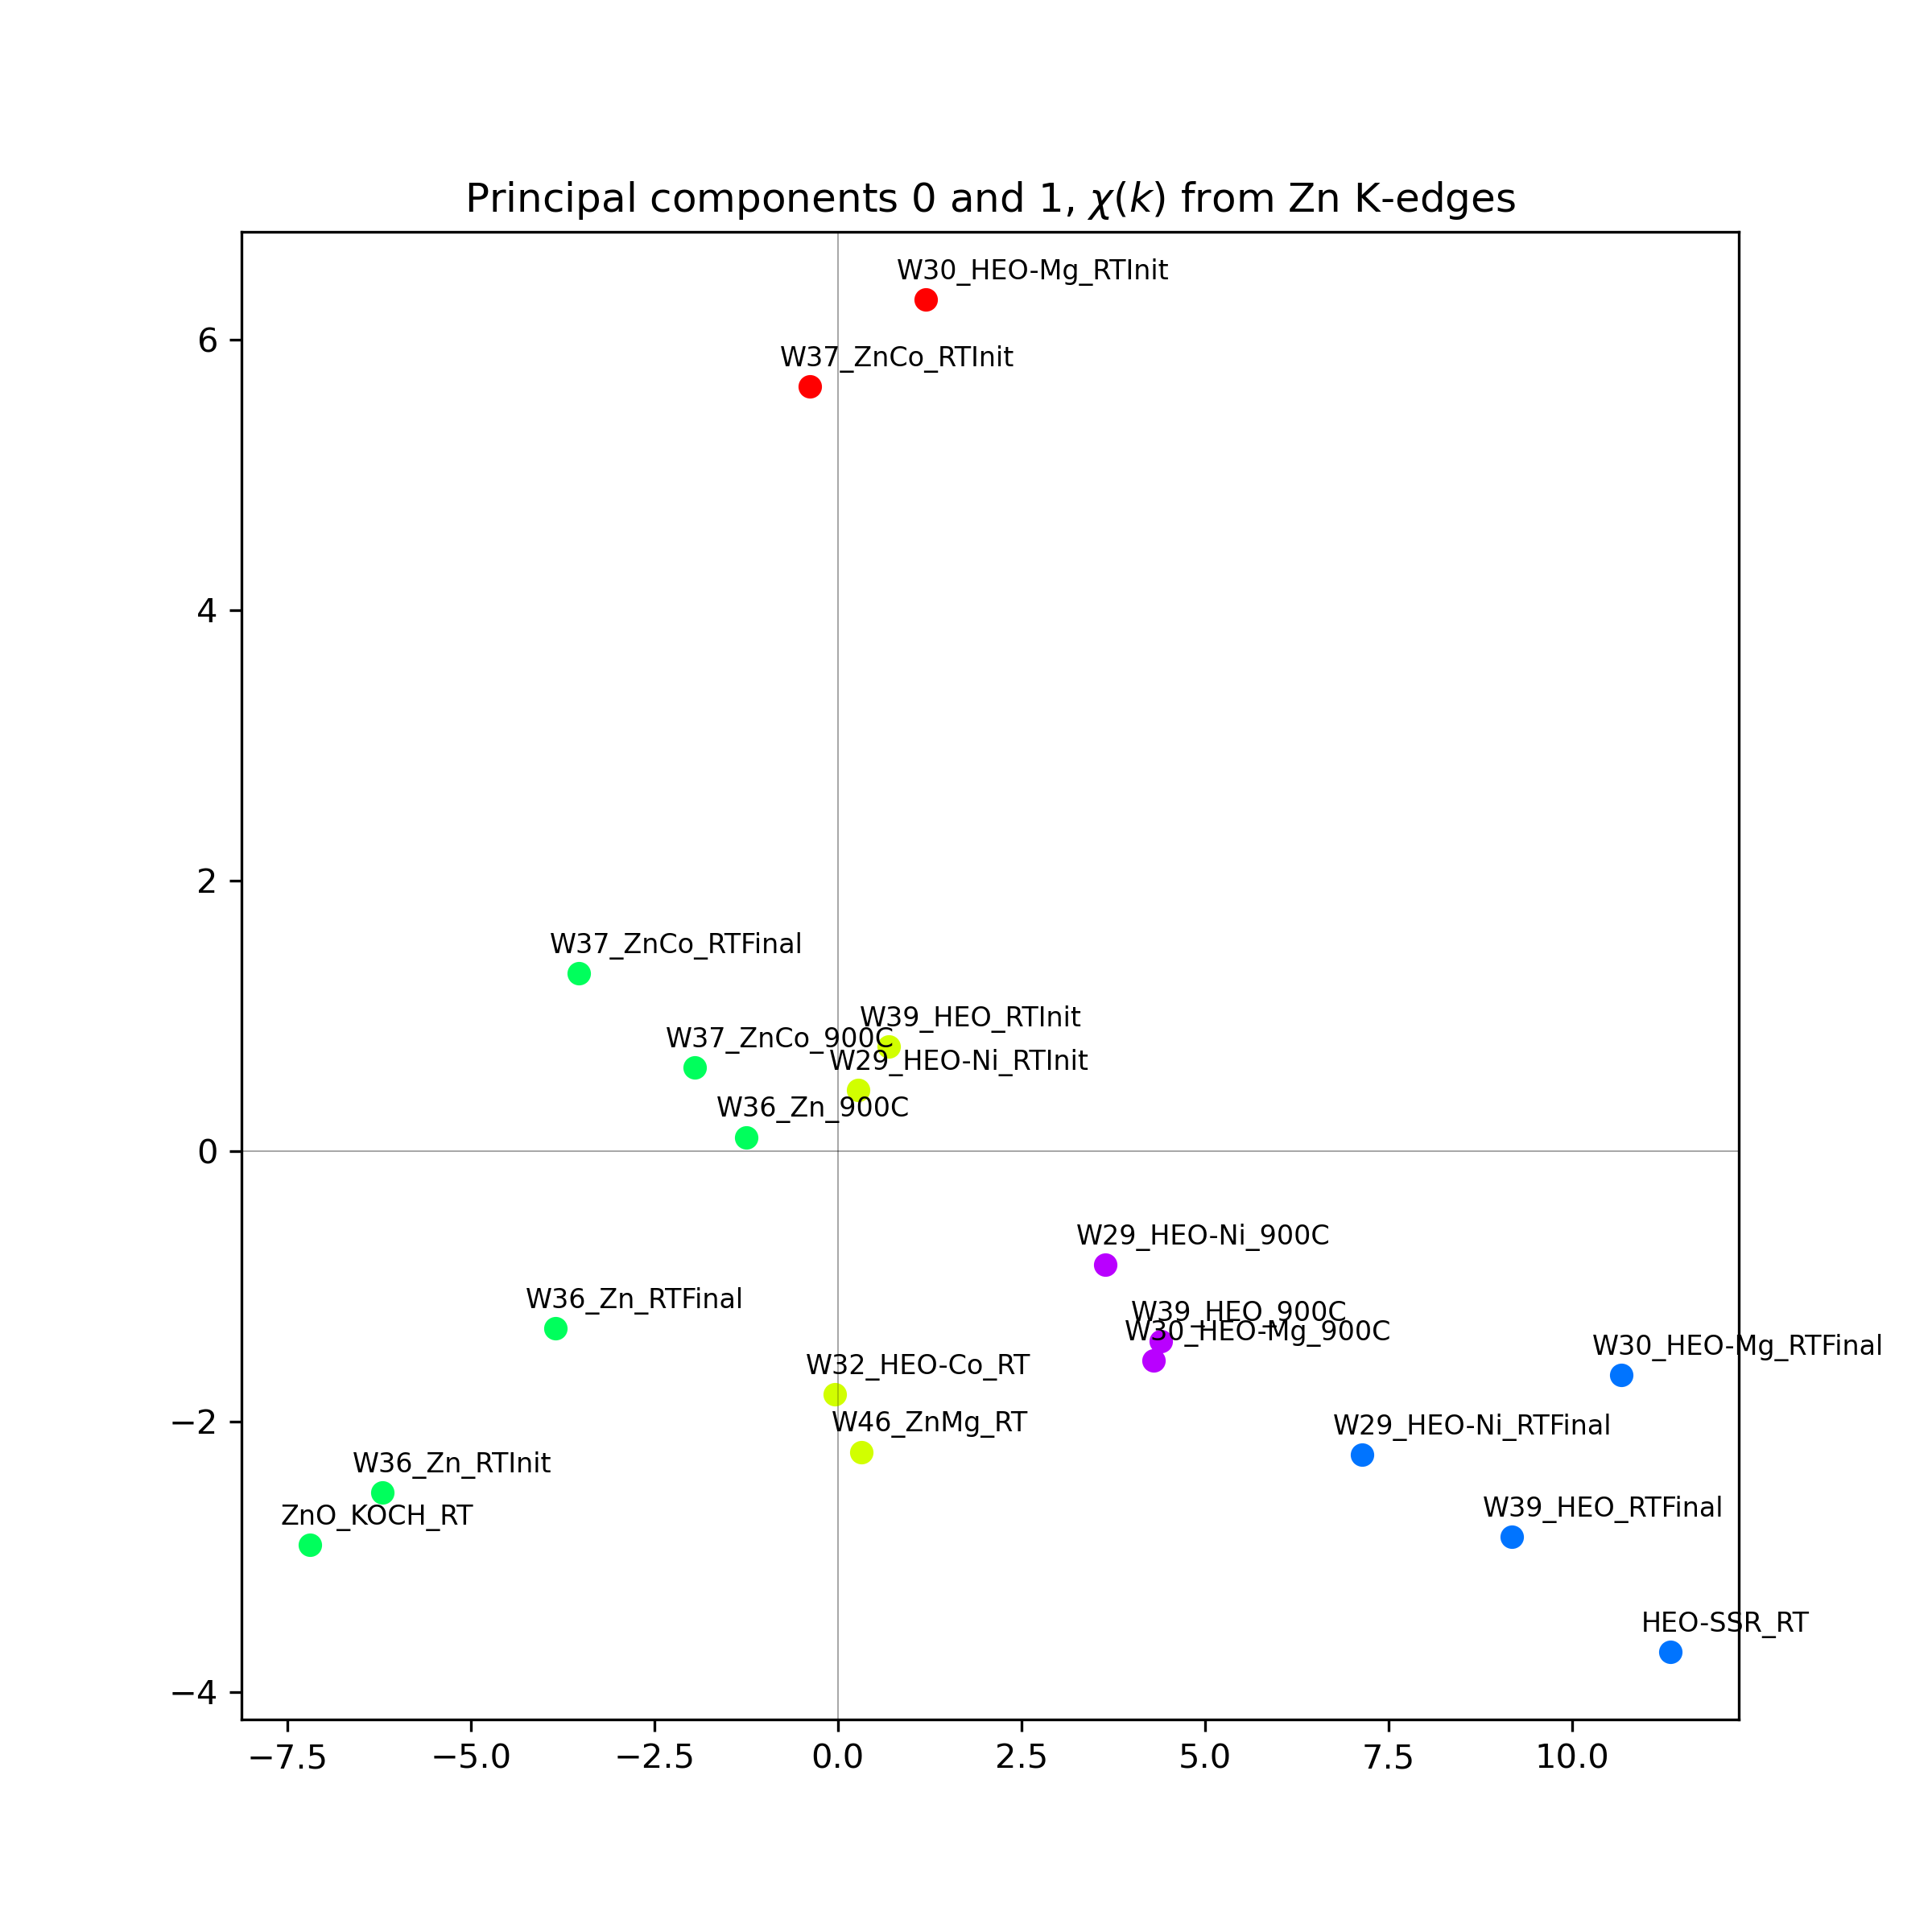 Principal components 0 and 1, χ(k) from Zn K-edges
W30_HEO-Mg_RTInit
6
W37_ZnCo_RTInit
4
2
W37_ZnCo_RTFinal
W39_HEO_RTInit
W37_ZnCo_900C
W29_HEO-Ni_RTInit
W36_Zn_900C
0
W29_HEO-Ni_900C
W36_Zn_RTFinal
W39_HEO_900C
W30_HEO-Mg_900C
W30_HEO-Mg_RTFinal
W32_HEO-Co_RT
−2
W46_ZnMg_RT
W29_HEO-Ni_RTFinal
W36_Zn_RTInit
W39_HEO_RTFinal
ZnO_KOCH_RT
HEO-SSR_RT
−4
−7.5 −5.0 −2.5 0.0 2.5 5.0 7.5 10.0